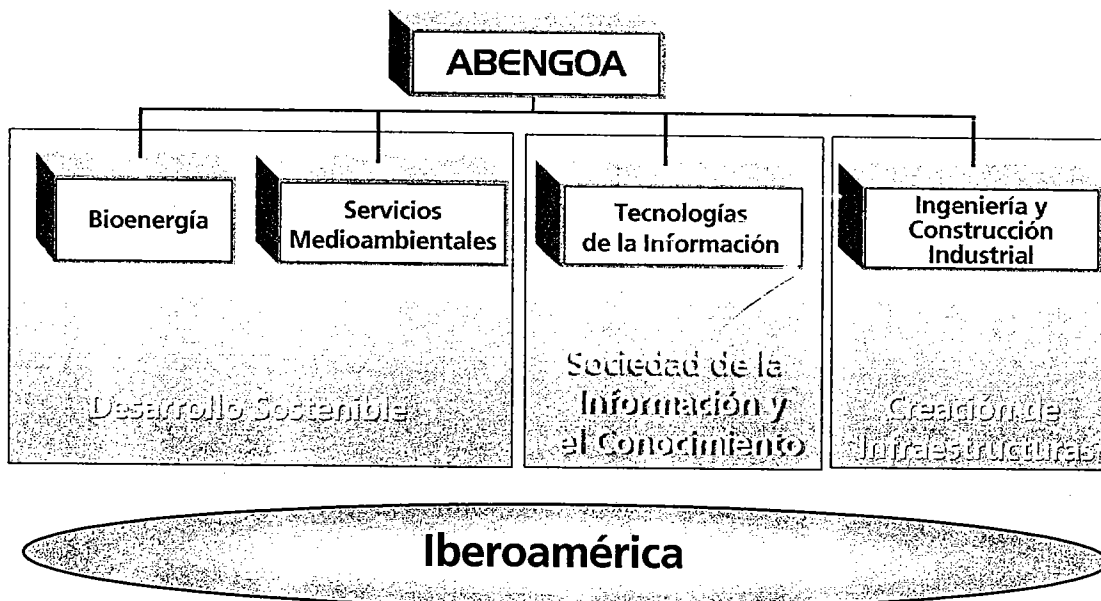 ABENGOA
Bioenergía
Servicios
Medioambientales
Tecnologías
de la Información
Ingeniería y
Construcción
Industrial
Desarrollo Sostenible
Sociedad de la
Información y
el Conocimiento
Creación de
Infraestructuras
Iberoamérica